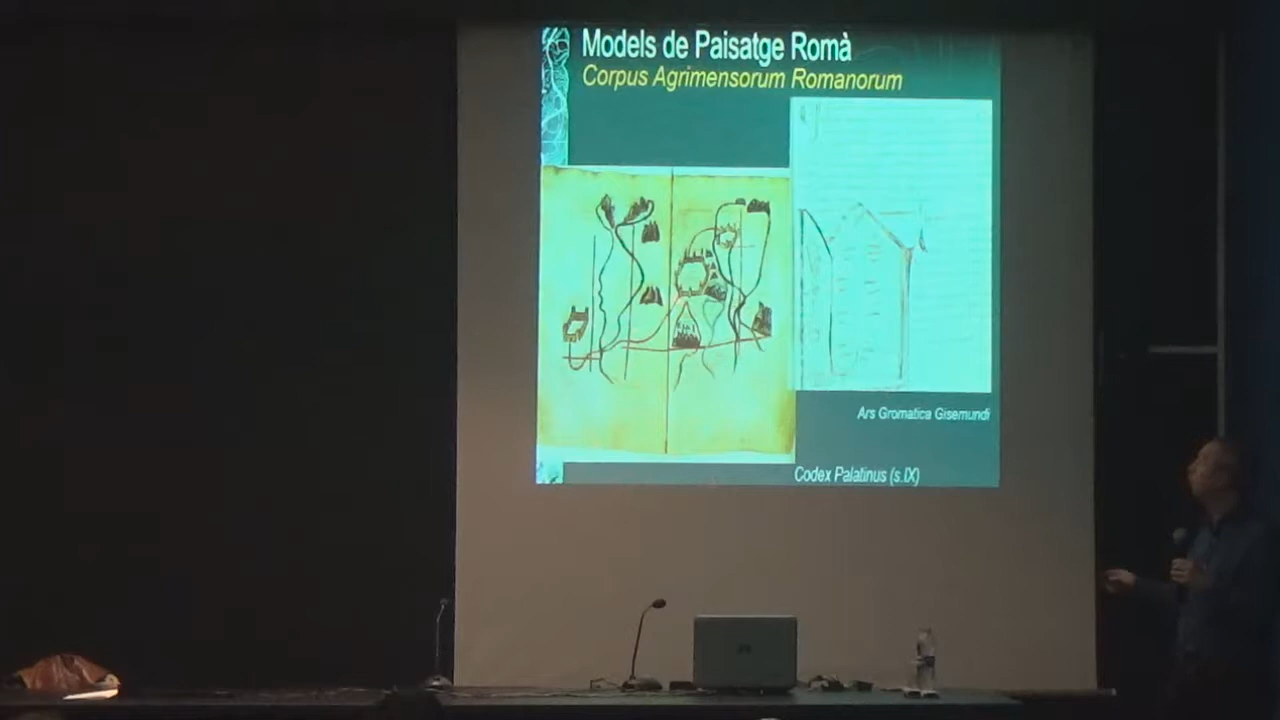 Models de Paisatge Romà
Corpus Agrimensorum Romanorum
Ars Gromatica Gisemundi
Codex Palatinus (s.IX)